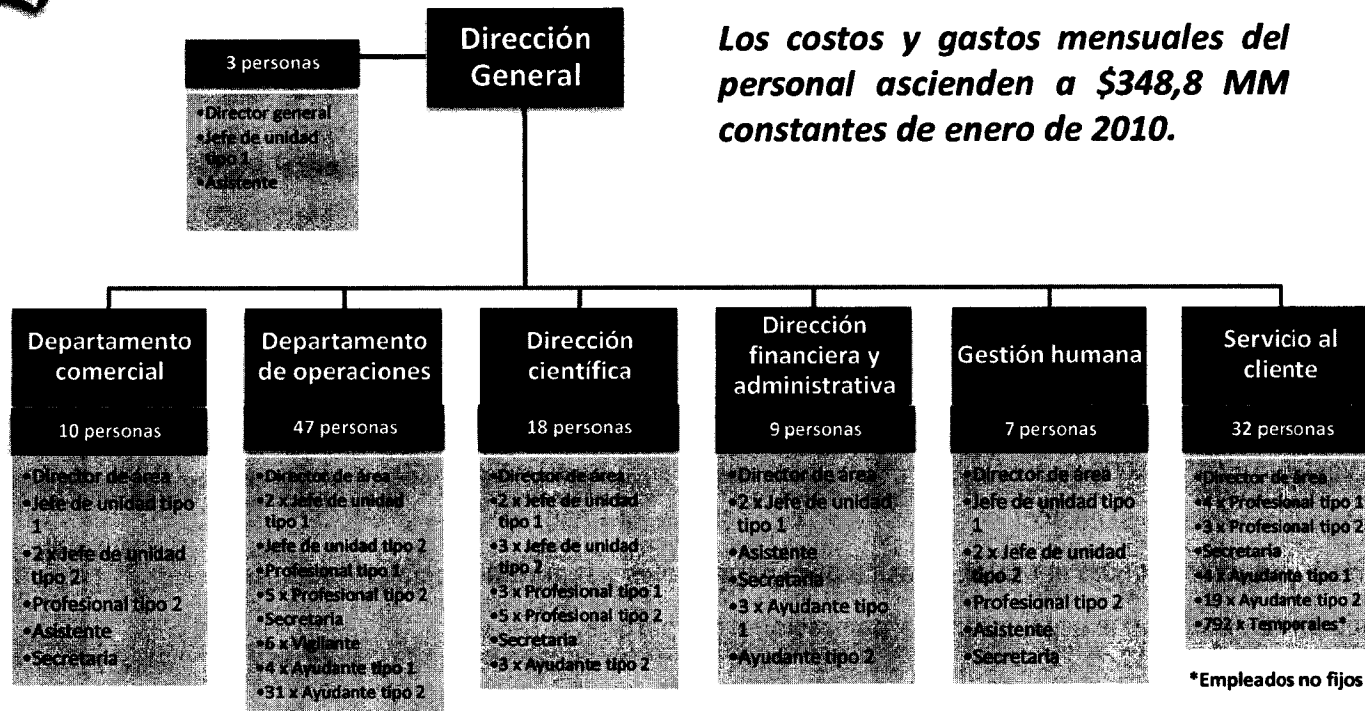 Dirección
General
3 personas
•Director general
•Jefe de unidad
tipo 1
•Asistente
Los costos y gastos mensuales del
personal ascienden a $348,8 MM
constantes de enero de 2010.
Departamento
comercial
10 personas
•Director de área
•Jefe de unidad tipo
1
•2 x Jefe de unidad
tipo 2
•Profesional tipo 2
•Asistente
•Secretaria
Departamento
de operaciones
47 personas
•Director de área
•2 x Jefe de unidad
tipo 1
•Jefe de unidad tipo 2
•Profesional tipo 1
•5 x Profesional tipo 2
•Secretaria
•6 x Vigilante
•4 x Ayudante tipo 1
•31 x Ayudante tipo 2
Dirección
científica
18 personas
•Director de área
•2 x Jefe de unidad
tipo 1
•3 x Jefe de unidad
tipo 2
•3 x Profesional tipo 1
•5 x Profesional tipo 2
•Secretaria
•3 x Ayudante tipo 2
Dirección
financiera y
administrativa
9 personas
•Director de área
•2 x Jefe de unidad
tipo 1
•Asistente
•Secretaria
•3 x Ayudante tipo
1
•Ayudante tipo 2
Gestión humana
7 personas
•Director de área
•Jefe de unidad tipo
1
•2 x Jefe de unidad
tipo 2
•Profesional tipo 2
•Asistente
•Secretaria
Servicio al
cliente
32 personas
•Director de área
•4 x Profesional tipo 1
•3 x Profesional tipo 2
•Secretaria
•4 x Ayudante tipo 1
•19 x Ayudante tipo 2
•792 x Temporales*
*Empleados no fijos